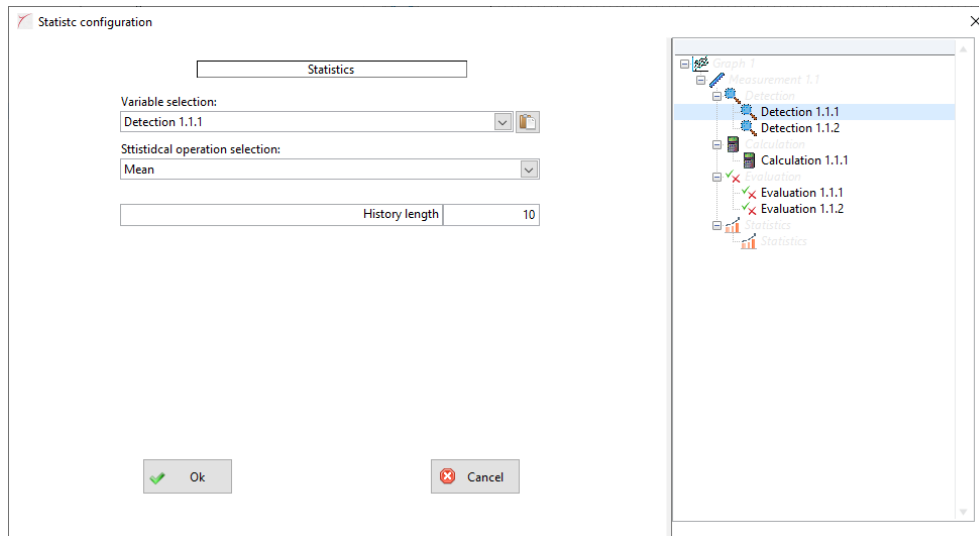 Statistc configuration
Statistics
Variable selection:
Detection 1.1.1
Sttistidcal operation selection:
Mean
History length 10
Ok
Cancel
Graph 1
Measurement 1.1
Detection
Detection 1.1.1
Detection 1.1.2
Calculation
Calculation 1.1.1
Evaluation
Evaluation 1.1.1
Evaluation 1.1.2
Statistics
Statistics